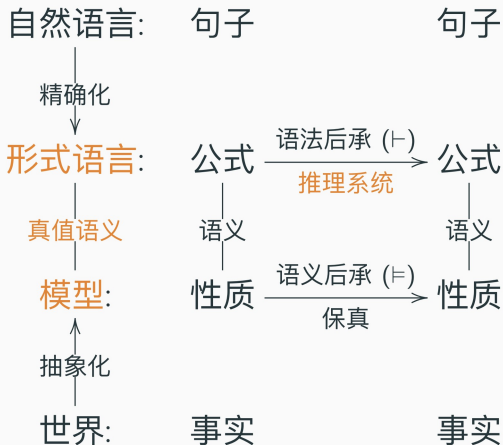 自然语言: 句子 句子
精确化
形式语言: 公式 语法后承 (⊢) 公式
推理系统
真值语义 语义 语义
模型: 性质 语义后承 (⊨) 性质
保真
抽象化
世界: 事实 事实